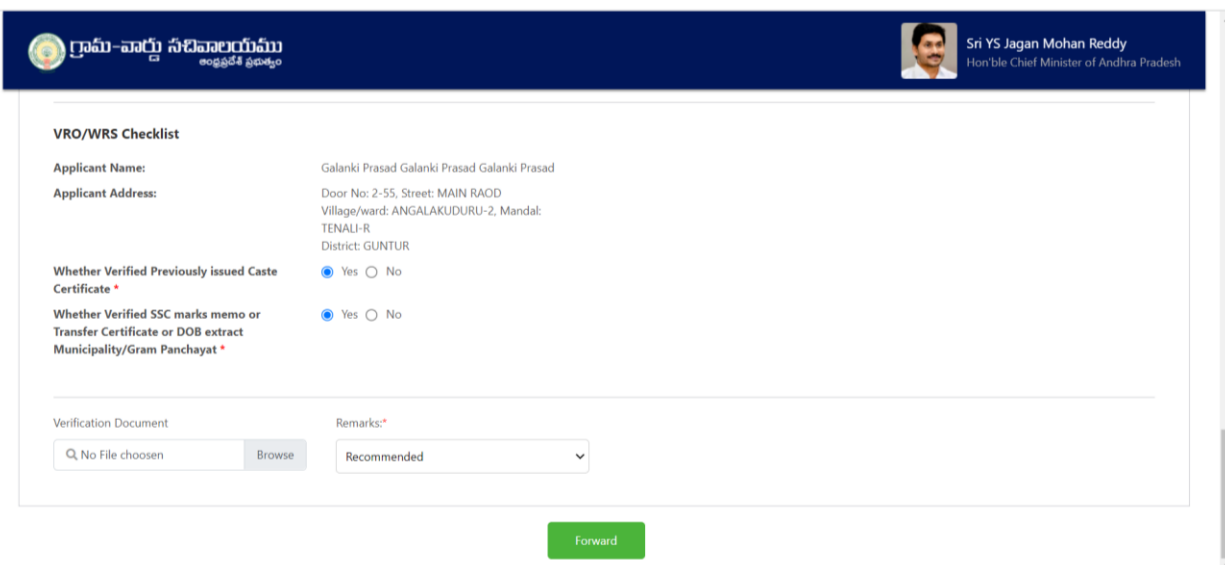 గ్రామ-వార్డు సచివాలయము
ఆంధ్రప్రదేశ్ ప్రభుత్వం
Sri YS Jagan Mohan Reddy
Hon'ble Chief Minister of Andhra Pradesh
VRO/WRS Checklist
Applicant Name: Galanki Prasad Galanki Prasad Galanki Prasad
Applicant Address: Door No: 2-55, Street: MAIN RAOD
Village/ward: ANGALAKUDURU-2, Mandal:
TENALI-R
District: GUNTUR
Whether Verified Previously issued Caste Yes No
Certificate *
Whether Verified SSC marks memo or Yes No
Transfer Certificate or DOB extract
Municipality/Gram Panchayat *
Verification Document Remarks:*
No File choosen Browse Recommended
Forward